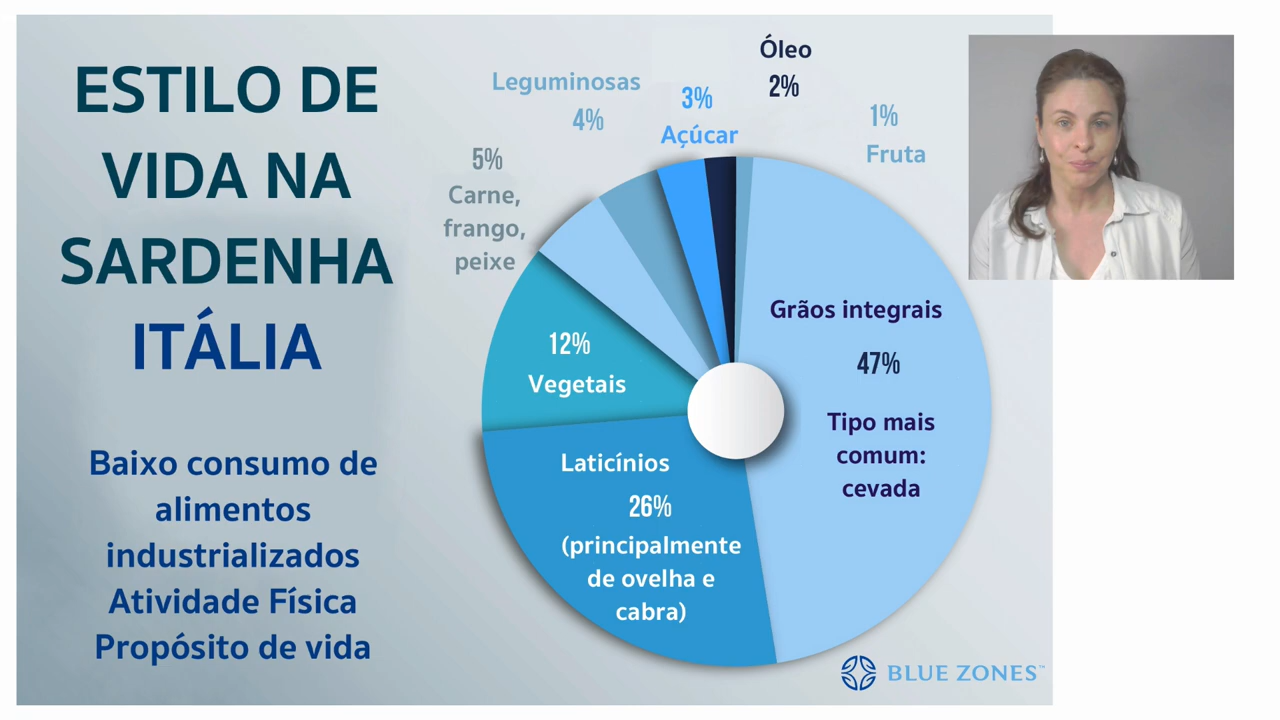 ESTILO DE
VIDA NA
SARDENHA
ITÁLIA
Baixo consumo de
alimentos
industrializados
Atividade Física
Propósito de vida
Óleo
2%
Leguminosas
4%
3%
Açúcar
1%
Fruta
5%
Carne,
frango,
peixe
Grãos integrais
47%
Tipo mais
comum:
cevada
12%
Vegetais
Laticínios
26%
(principalmente
de ovelha e
cabra)
BLUE ZONES™